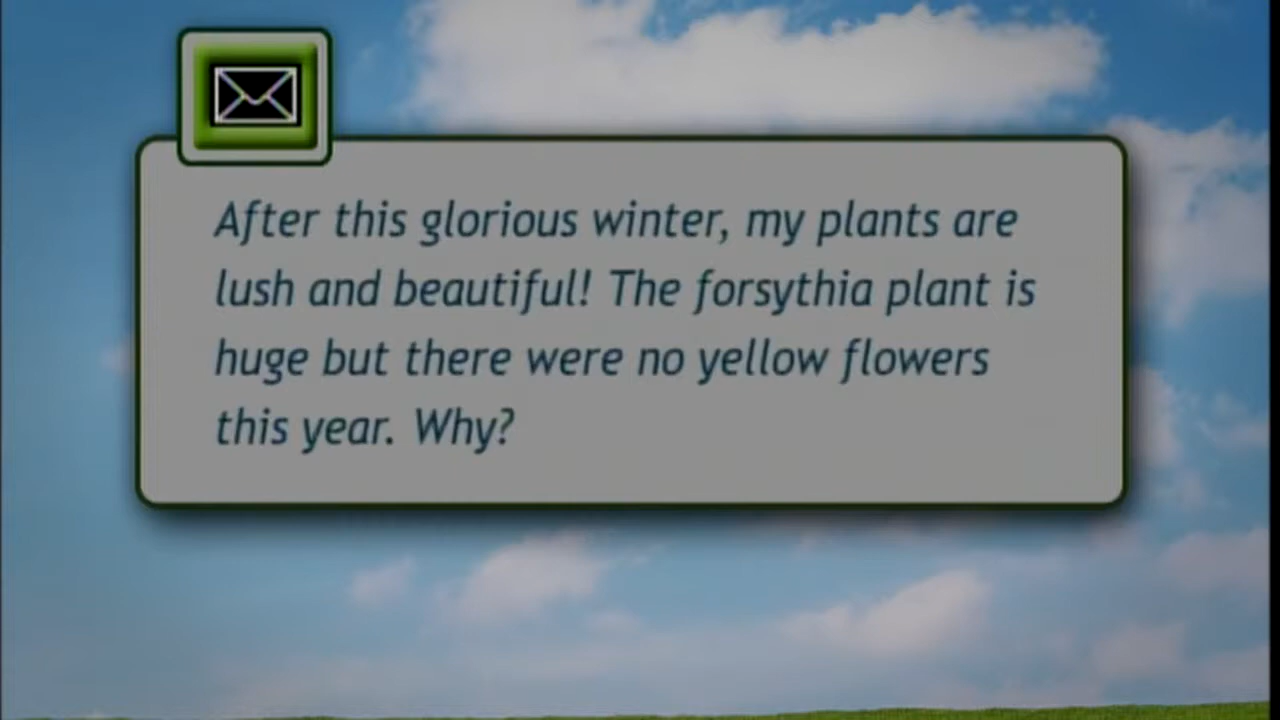 After this glorious winter, my plants are
lush and beautiful! The forsythia plant is
huge but there were no yellow flowers
this year. Why?